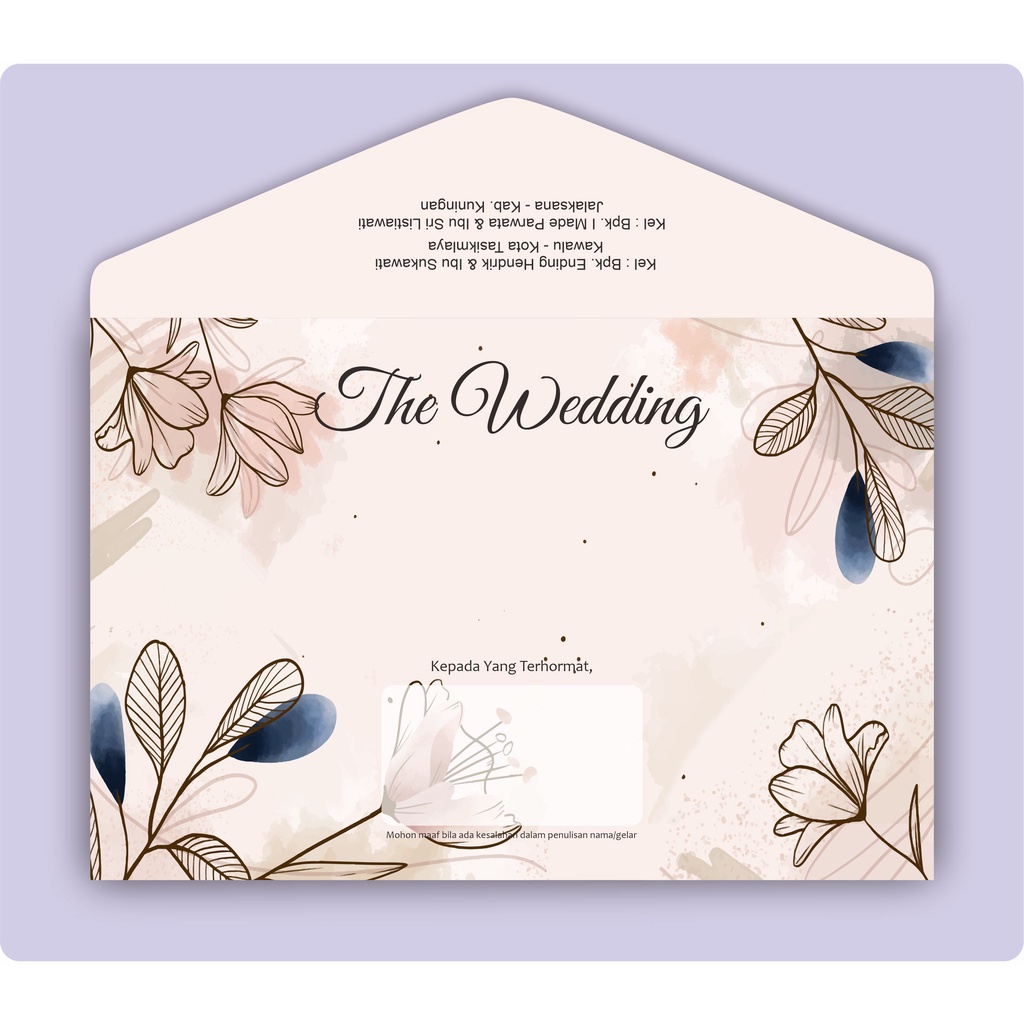 Kel : Bpk. Ending Hendrik & Ibu Sukawati
Kawalu - Kota Tasikmlaya
Kel : Bpk. I Made Parwata & Ibu Sri Listiawati
Jalaksana - Kab. Kuningan
The Wedding
Kepada Yang Terhormat,
Mohon maaf bila ada kesalahan dalam penulisan nama/gelar